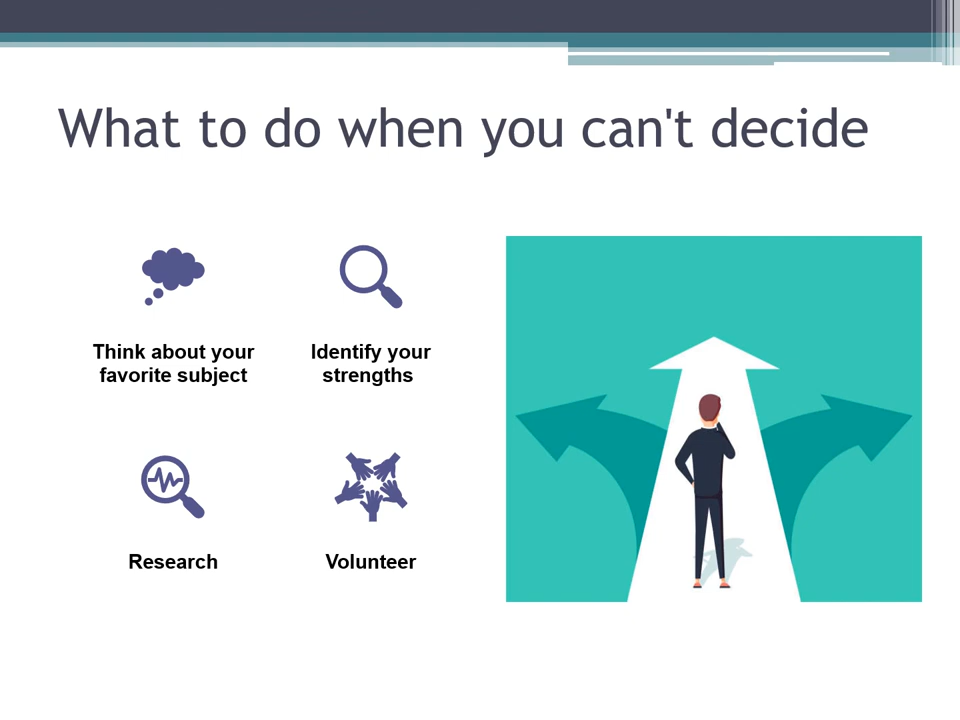 What to do when you can't decide
Think about your
favorite subject
Identify your
strengths
Research
Volunteer